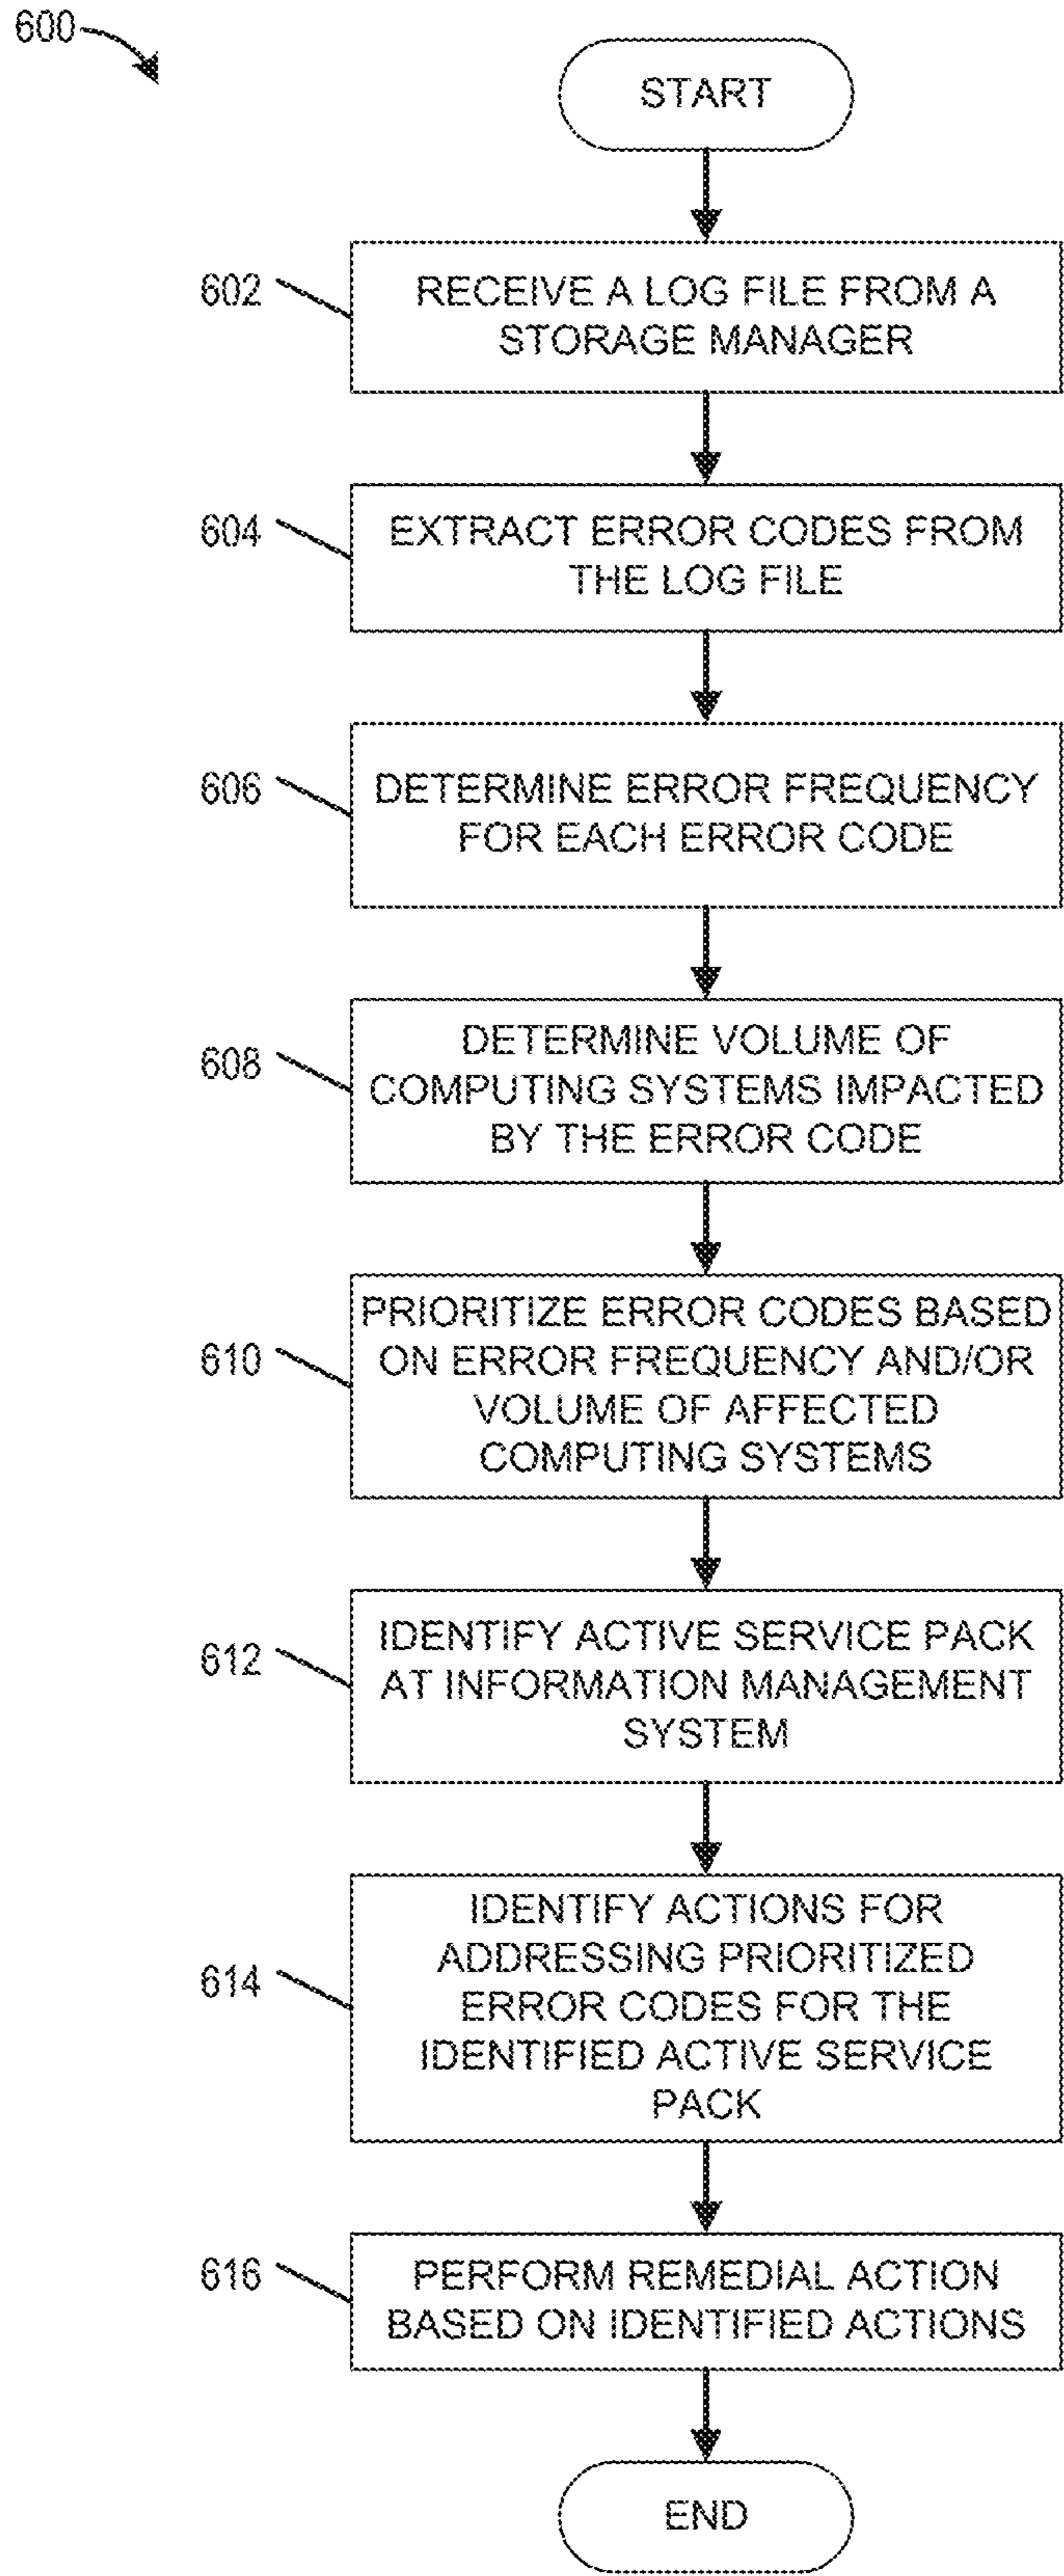 600
START
602
RECEIVE A LOG FILE FROM A
STORAGE MANAGER
604
EXTRACT ERROR CODES FROM
THE LOG FILE
606
DETERMINE ERROR FREQUENCY
FOR EACH ERROR CODE
608
DETERMINE VOLUME OF
COMPUTING SYSTEMS IMPACTED
BY THE ERROR CODE
610
PRIORITIZE ERROR CODES BASED
ON ERROR FREQUENCY AND/OR
VOLUME OF AFFECTED
COMPUTING SYSTEMS
612
IDENTIFY ACTIVE SERVICE PACK
AT INFORMATION MANAGEMENT
SYSTEM
614
IDENTIFY ACTIONS FOR
ADDRESSING PRIORITIZED
ERROR CODES FOR THE
IDENTIFIED ACTIVE SERVICE
PACK
616
PERFORM REMEDIAL ACTION
BASED ON IDENTIFIED ACTIONS
END